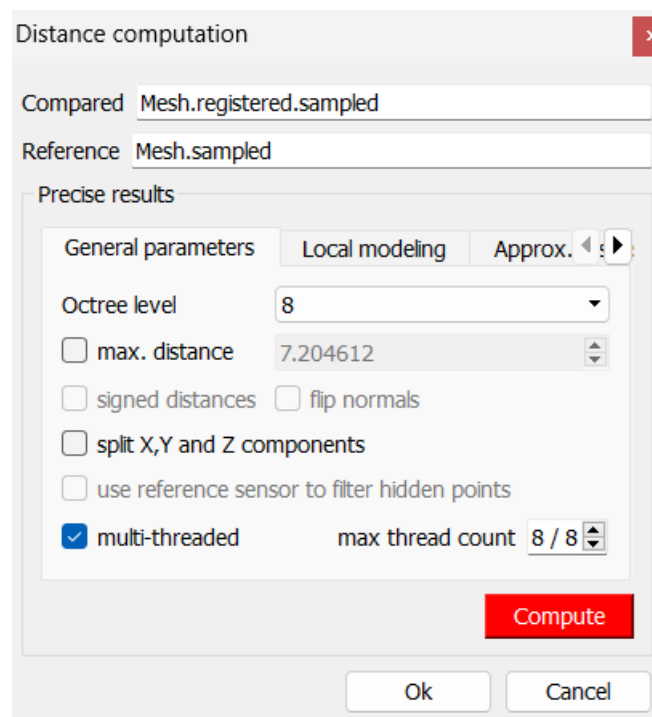 Distance computation
Compared Mesh.registered.sampled
Reference Mesh.sampled
Precise results
General parameters Local modeling Approx.
Octree level 8
max. distance 7.204612
signed distances flip normals
split X,Y and Z components
use reference sensor to filter hidden points
multi-threaded max thread count 8 / 8
Compute
Ok Cancel